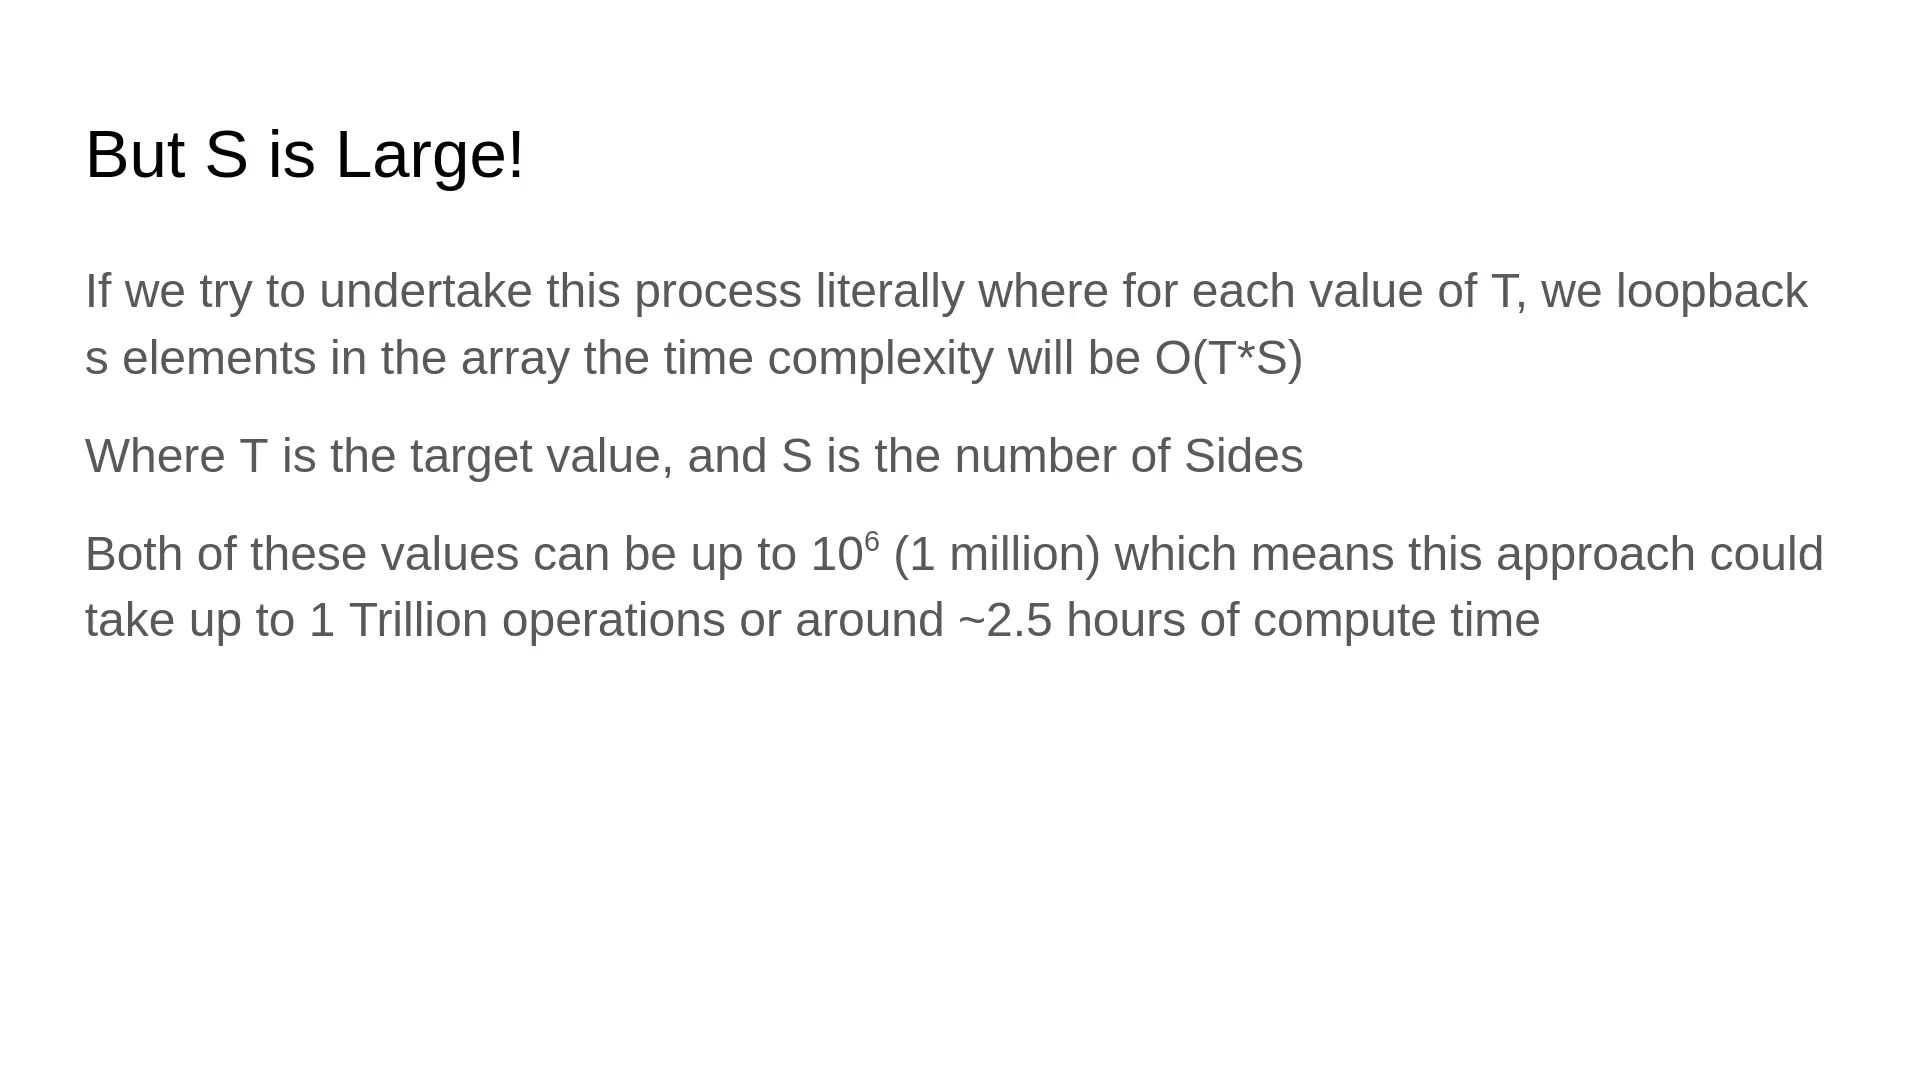 But S is Large!
If we try to undertake this process literally where for each value of T, we loopback
s elements in the array the time complexity will be O(T*S)
Where T is the target value, and S is the number of Sides
Both of these values can be up to 10⁶ (1 million) which means this approach could
take up to 1 Trillion operations or around ~2.5 hours of compute time